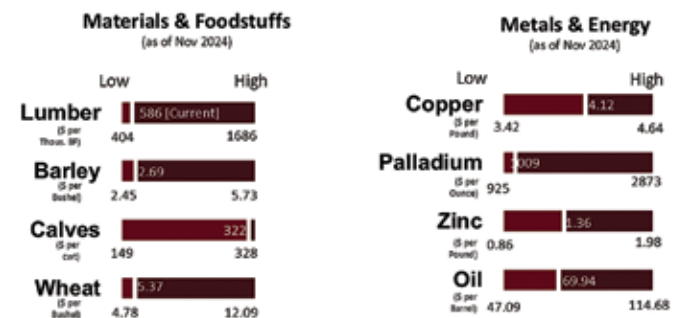 Materials & Foodstuffs
(as of Nov 2024)
Low High
Lumber
($ per
Thous. BF)
586 [Current]
404 1686
Barley
($ per
Bushel)
2.69
2.45 5.73
Calves
($ per
cwt)
322
149 328
Wheat
($ per
Bushel)
5.37
4.78 12.09
Metals & Energy
(as of Nov 2024)
Low High
Copper
($ per
Pound)
4.12
3.42 4.64
Palladium
($ per
Ounce)
1009
925 2873
Zinc
($ per
Pound)
1.36
0.86 1.98
Oil
($ per
Barrel)
69.94
47.09 114.68